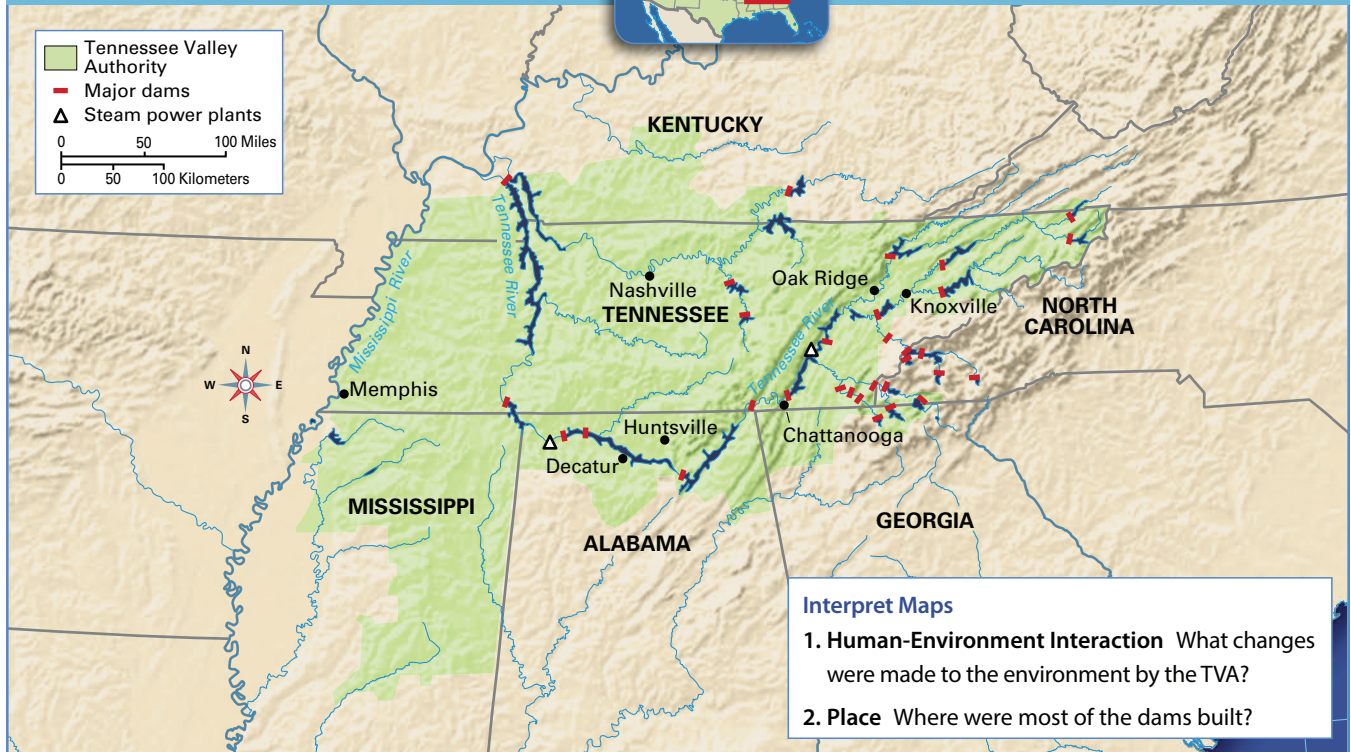 Tennessee Valley
Authority
Major dams
Steam power plants
0 50 100 Miles
0 50 100 Kilometers
KENTUCKY
Tennessee River
Mississippi River
Nashville
TENNESSEE
Oak Ridge
Knoxville
NORTH
CAROLINA
Tennessee River
N
W E
S
Memphis
Huntsville
Chattanooga
Decatur
MISSISSIPPI
ALABAMA
GEORGIA
Interpret Maps
1. Human-Environment Interaction What changes
were made to the environment by the TVA?
2. Place Where were most of the dams built?